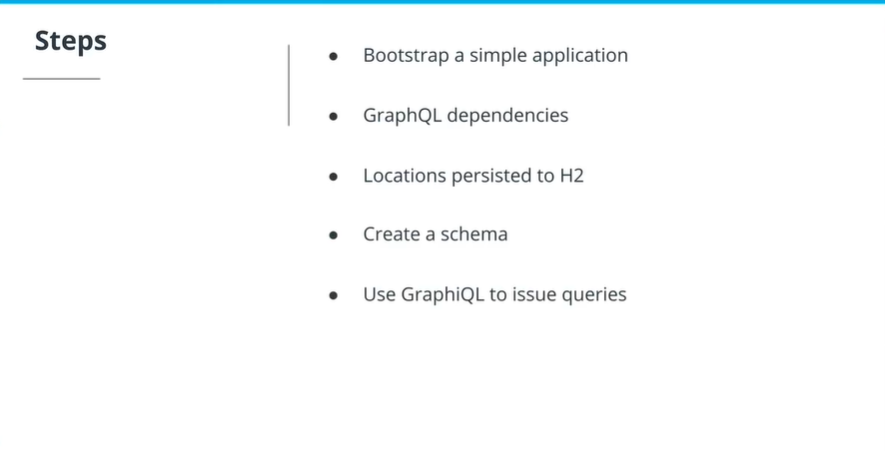 Steps
● Bootstrap a simple application
● GraphQL dependencies
● Locations persisted to H2
● Create a schema
● Use GraphiQL to issue queries